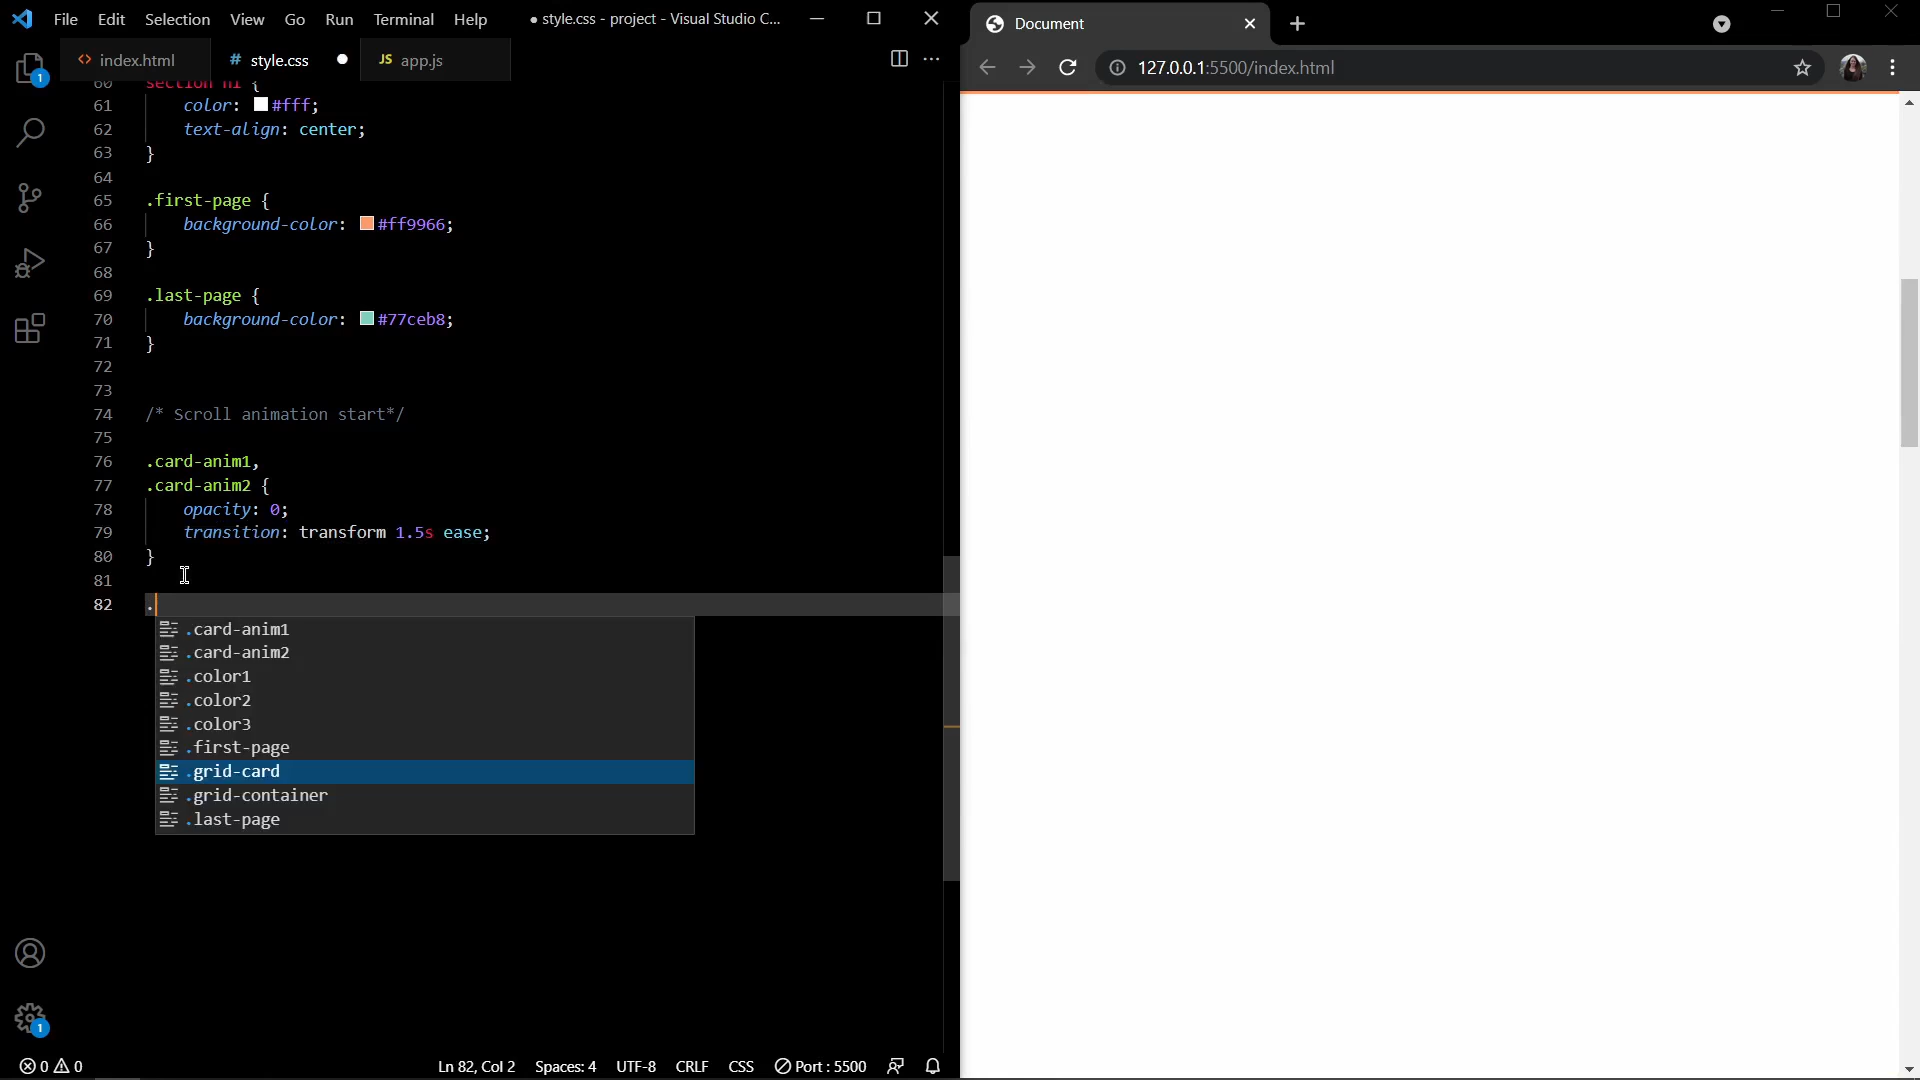 File Edit Selection View Go Run Terminal Help ● style.css - project - Visual Studio C...
Document
index.html
# style.css
JS app.js
127.0.0.1:5500/index.html
1
60 section h1 {
61 color: #fff;
62 text-align: center;
63 }
64
65 .first-page {
66 background-color: #ff9966;
67 }
68
69 .last-page {
70 background-color: #77ceb8;
71 }
72
73
74 /* Scroll animation start*/
75
76 .card-anim1,
77 .card-anim2 {
78 opacity: 0;
79 transition: transform 1.5s ease;
80 }
81
82 .
.card-anim1
.card-anim2
.color1
.color2
.color3
.first-page
.grid-card
.grid-container
.last-page
1
0 0 Ln 82, Col 2 Spaces: 4 UTF-8 CRLF CSS Port : 5500